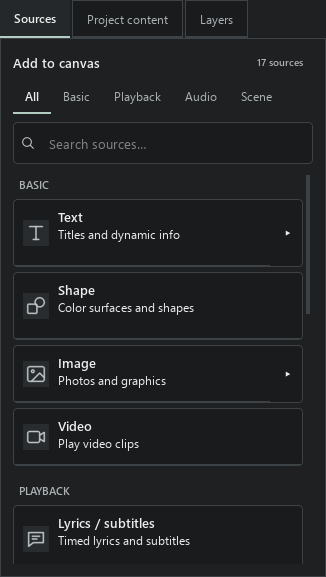 Sources Project content Layers
Add to canvas 17 sources
All Basic Playback Audio Scene
Search sources...
BASIC
Text
Titles and dynamic info
Shape
Color surfaces and shapes
Image
Photos and graphics
Video
Play video clips
PLAYBACK
Lyrics / subtitles
Timed lyrics and subtitles